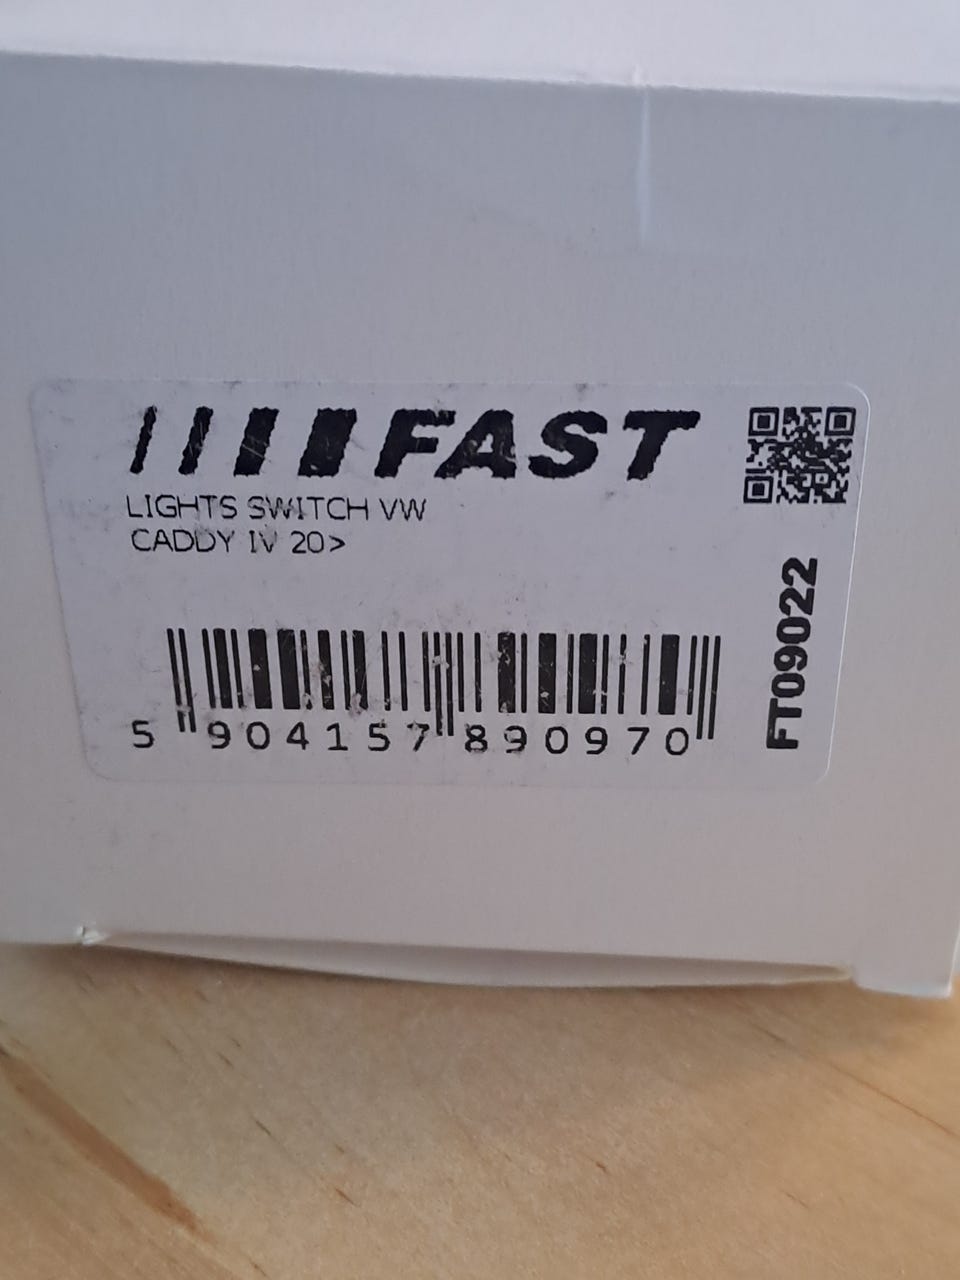 FAST
LIGHTS SWITCH VW
CADDY IV 20>
5 904157 890970
FT09022